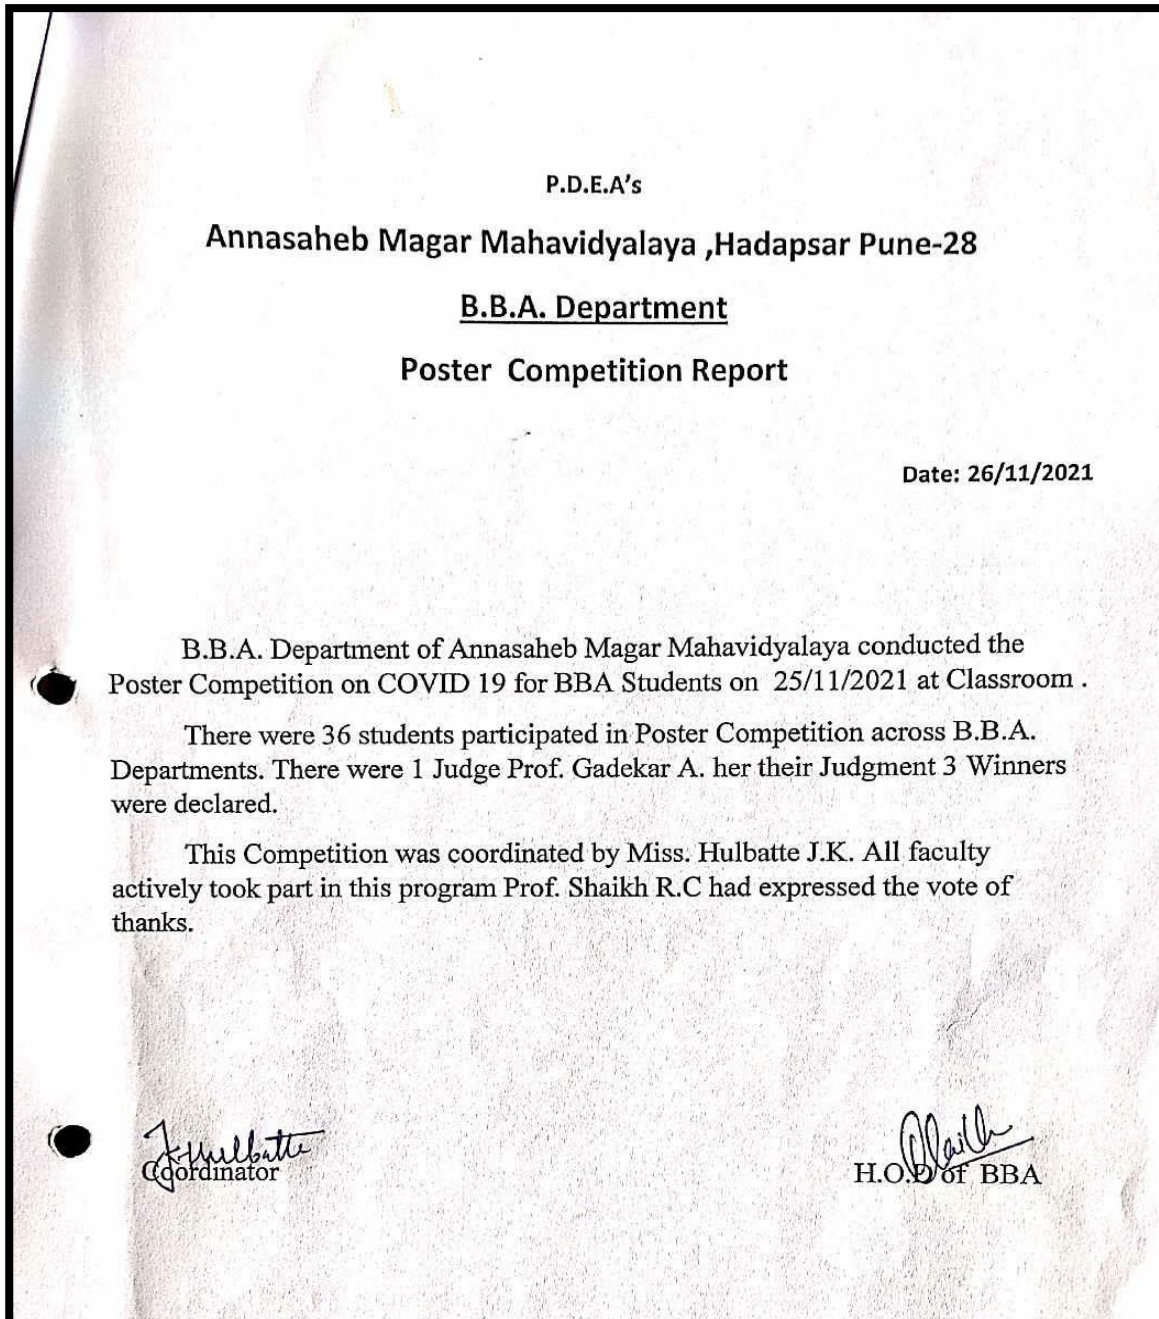 P.D.E.A's
Annasaheb Magar Mahavidyalaya ,Hadapsar Pune-28
B.B.A. Department
Poster Competition Report
Date: 26/11/2021
B.B.A. Department of Annasaheb Magar Mahavidyalaya conducted the
Poster Competition on COVID 19 for BBA Students on 25/11/2021 at Classroom .
There were 36 students participated in Poster Competition across B.B.A.
Departments. There were 1 Judge Prof. Gadekar A. her their Judgment 3 Winners
were declared.
This Competition was coordinated by Miss. Hulbatte J.K. All faculty
actively took part in this program Prof. Shaikh R.C had expressed the vote of
thanks.
JKHulbatte
Coordinator
H.O.D of BBA